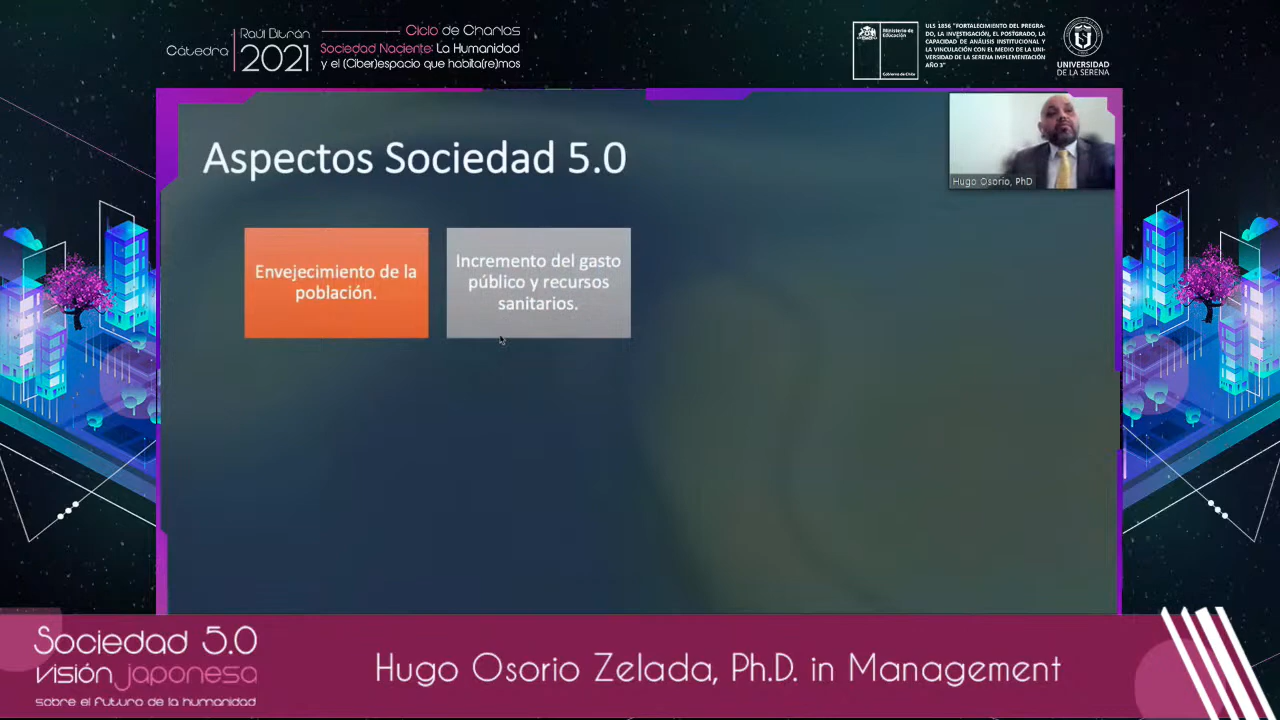 Cátedra
Raúl Bitrán
2021
Ciclo de Charlas
Sociedad Naciente: La Humanidad
y el (Ciber)espacio que habita(re)mos
Ministerio de
Educación
Gobierno de Chile
ULS 1856 "FORTALECIMIENTO DEL PREGRA-
DO, LA INVESTIGACIÓN, EL POSTGRADO, LA
CAPACIDAD DE ANÁLISIS INSTITUCIONAL Y
LA VINCULACIÓN CON EL MEDIO DE LA UNI-
VERSIDAD DE LA SERENA IMPLEMENTACIÓN
AÑO 3"
UNIVERSIDAD
DE LA SERENA
Aspectos Sociedad 5.0
Hugo Osorio, PhD
Envejecimiento de la
población.
Incremento del gasto
público y recursos
sanitarios.
Sociedad 5.0
visión japonesa
sobre el futuro de la humanidad
Hugo Osorio Zelada, Ph.D. in Management